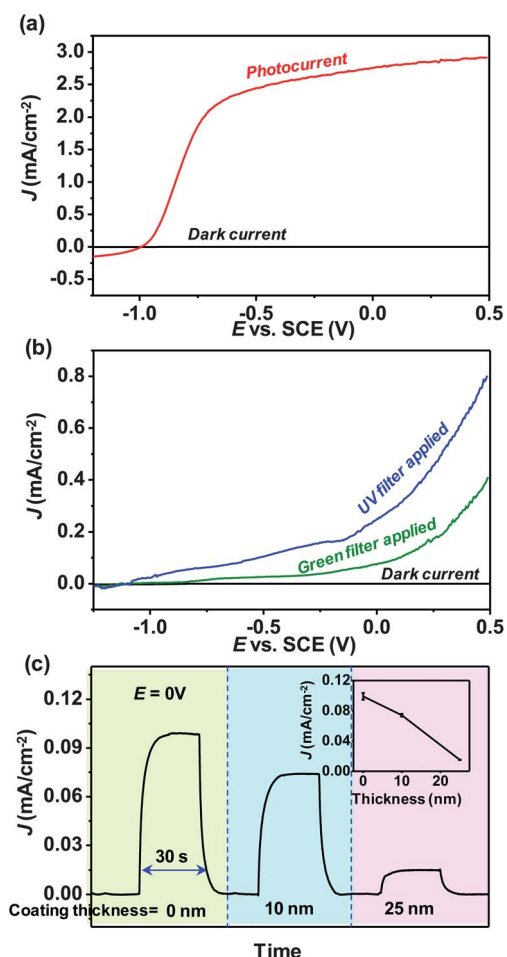 (a)
3.0
2.5
2.0
1.5
1.0
0.5
0.0
-0.5
J (mA/cm-2)
Photocurrent
Dark current
-1.0 -0.5 0.0 0.5
E vs. SCE (V)
(b)
0.8
0.6
0.4
0.2
0.0
J (mA/cm-2)
UV filter applied
Green filter applied
Dark current
-1.0 -0.5 0.0 0.5
E vs. SCE (V)
(c)
0.12
0.09
0.06
0.03
0.00
J (mA/cm-2)
E = 0V
30 s
0.12
0.08
0.04
0.00
J (mA/cm-2)
0 10 20
Thickness (nm)
Coating thickness= 0 nm 10 nm 25 nm
Time